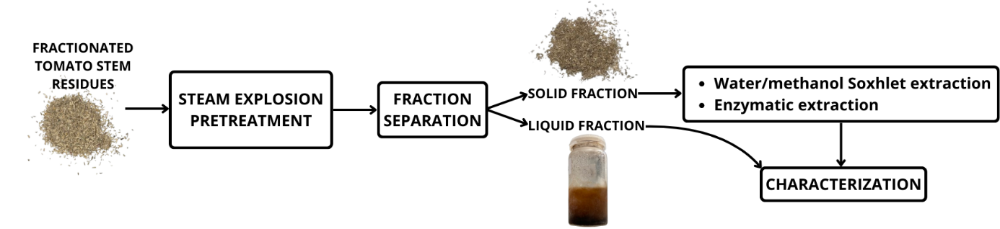 FRACTIONATED
TOMATO STEM
RESIDUES
STEAM EXPLOSION
PRETREATMENT
FRACTION
SEPARATION
SOLID FRACTION
LIQUID FRACTION
• Water/methanol Soxhlet extraction
• Enzymatic extraction
CHARACTERIZATION